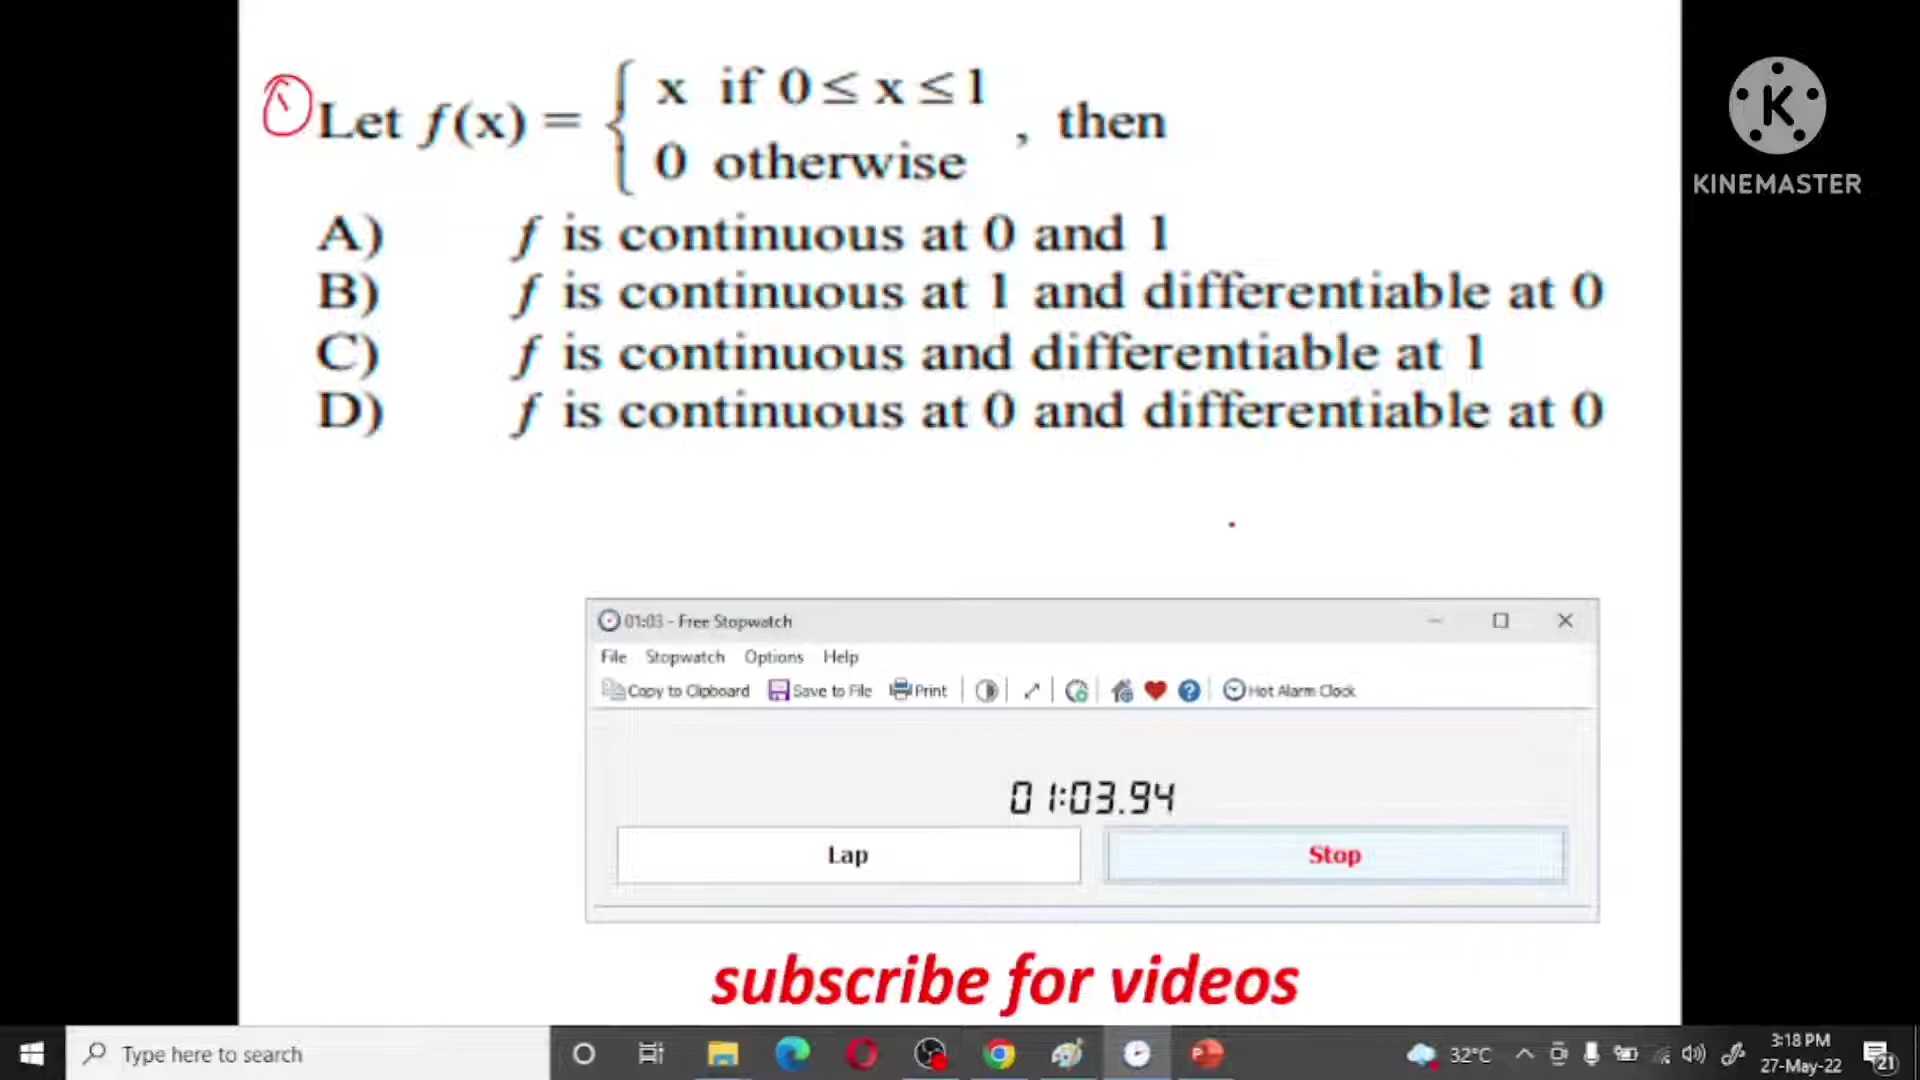 K
KINEMASTER
Let f(x) = { x if 0 ≤ x ≤ 1
0 otherwise , then
A) f is continuous at 0 and 1
B) f is continuous at 1 and differentiable at 0
C) f is continuous and differentiable at 1
D) f is continuous at 0 and differentiable at 0
01:03 - Free Stopwatch
File Stopwatch Options Help
Copy to Clipboard Save to File Print Hot Alarm Clock
01:03.94
Lap Stop
subscribe for videos
Type here to search
32°C
3:18 PM
27-May-22
21